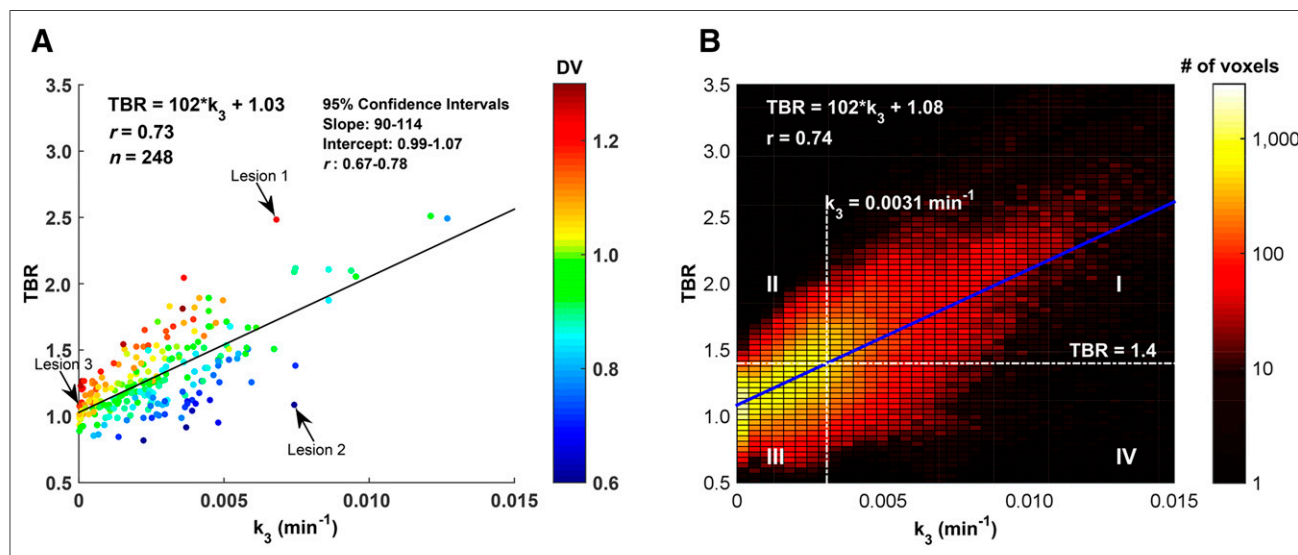 A
TBR = 102*k3 + 1.03
r = 0.73
n = 248
95% Confidence Intervals
Slope: 90-114
Intercept: 0.99-1.07
r : 0.67-0.78
Lesion 1
Lesion 3
Lesion 2
TBR
3.5
3.0
2.5
2.0
1.5
1.0
0.5
0
0.005
0.010
0.015
k3 (min-1)
DV
1.2
1.0
0.8
0.6
B
TBR = 102*k3 + 1.08
r = 0.74
k3 = 0.0031 min-1
II
I
TBR = 1.4
III
IV
TBR
3.5
3.0
2.5
2.0
1.5
1.0
0.5
0
0.005
0.010
0.015
k3 (min-1)
# of voxels
1,000
100
10
1